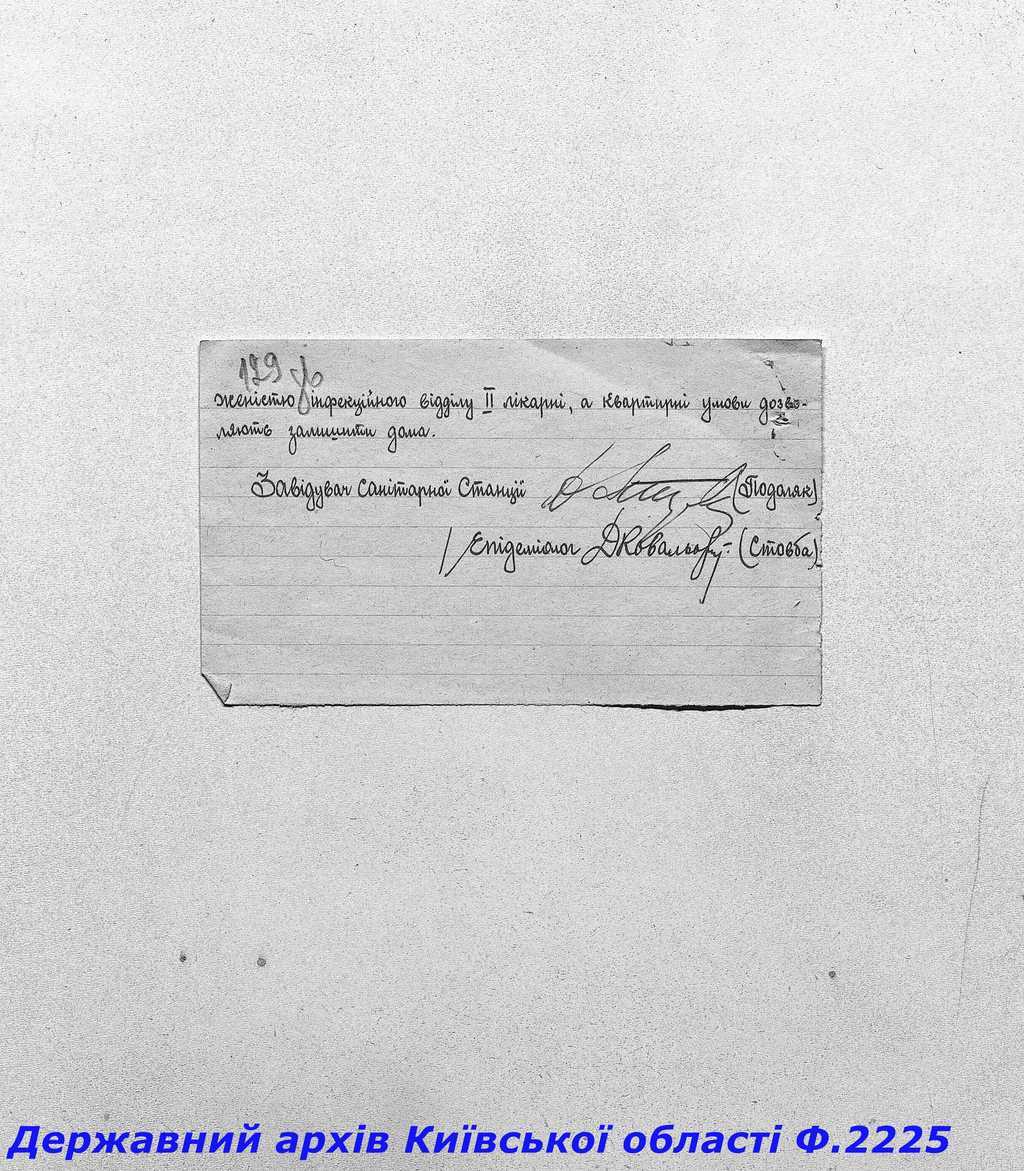 129
женістю інфекційного відділу II лікарні, а квартирні умови дозво-
ляють залишити дома.
Завідувач Санітарної Станції (Подоляк)
Епідеміолог (Стовба)
Державний архів Київської області Ф.2225